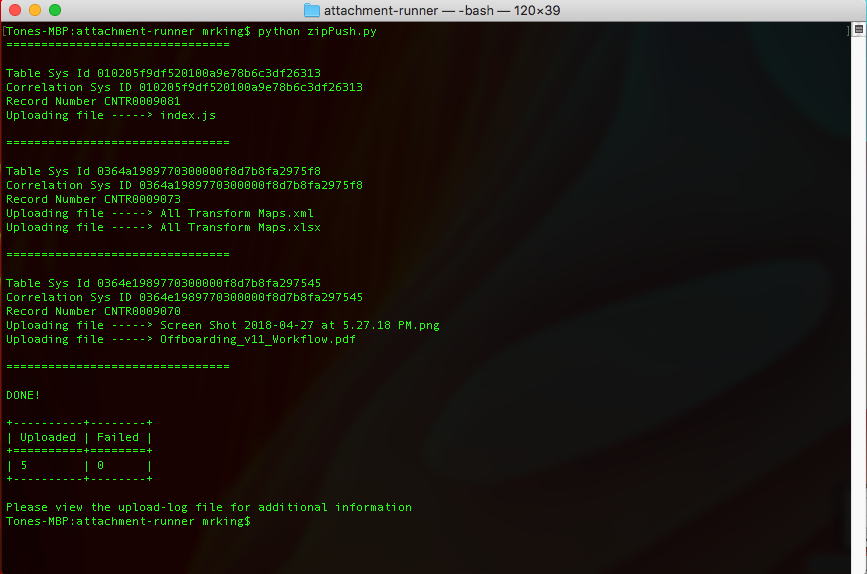 attachment-runner — -bash — 120×39
[Tones-MBP:attachment-runner mrking$ python zipPush.py ]
================================
Table Sys Id 010205f9df520100a9e78b6c3df26313
Correlation Sys ID 010205f9df520100a9e78b6c3df26313
Record Number CNTR0009081
Uploading file -----> index.js
================================
Table Sys Id 0364a1989770300000f8d7b8fa2975f8
Correlation Sys ID 0364a1989770300000f8d7b8fa2975f8
Record Number CNTR0009073
Uploading file -----> All Transform Maps.xml
Uploading file -----> All Transform Maps.xlsx
================================
Table Sys Id 0364e1989770300000f8d7b8fa297545
Correlation Sys ID 0364e1989770300000f8d7b8fa297545
Record Number CNTR0009070
Uploading file -----> Screen Shot 2018-04-27 at 5.27.18 PM.png
Uploading file -----> Offboarding_v11_Workflow.pdf
================================
DONE!
+----------+--------+
| Uploaded | Failed |
+==========+========+
| 5        | 0      |
+----------+--------+
Please view the upload-log file for additional information
Tones-MBP:attachment-runner mrking$